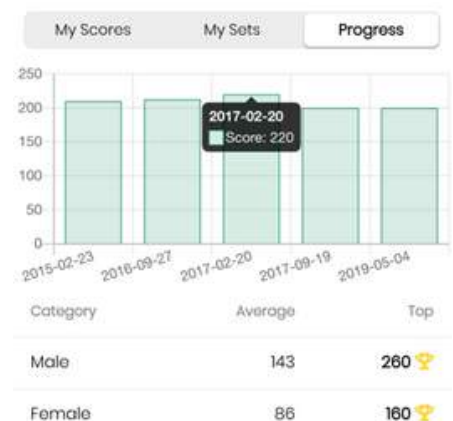 My Scores My Sets Progress
250
200
150
100
50
0
2017-02-20
Score: 220
2015-02-23 2016-09-27 2017-02-20 2017-09-19 2019-05-04
Category Average Top
Male 143 260
Female 86 160